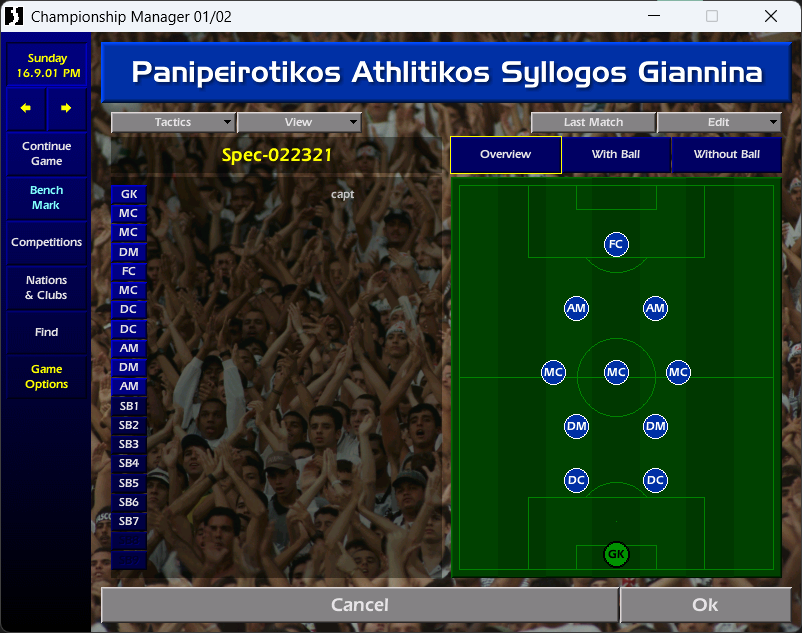 Championship Manager 01/02
Sunday
16.9.01 PM
Continue
Game
Bench
Mark
Competitions
Nations
& Clubs
Find
Game
Options
Panipeirotikos Athlitikos Syllogos Giannina
Tactics
View
Last Match
Edit
Spec-022321
Overview
With Ball
Without Ball
GK
capt
MC
MC
DM
FC
MC
DC
DC
AM
DM
AM
SB1
SB2
SB3
SB4
SB5
SB6
SB7
FC
AM AM
MC MC MC
DM DM
DC DC
GK
Cancel
Ok